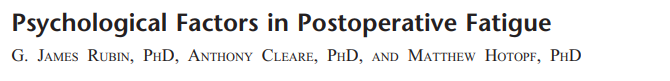 Psychological Factors in Postoperative Fatigue
G. JAMES RUBIN, PHD, ANTHONY CLEARE, PHD, AND MATTHEW HOTOPF, PHD